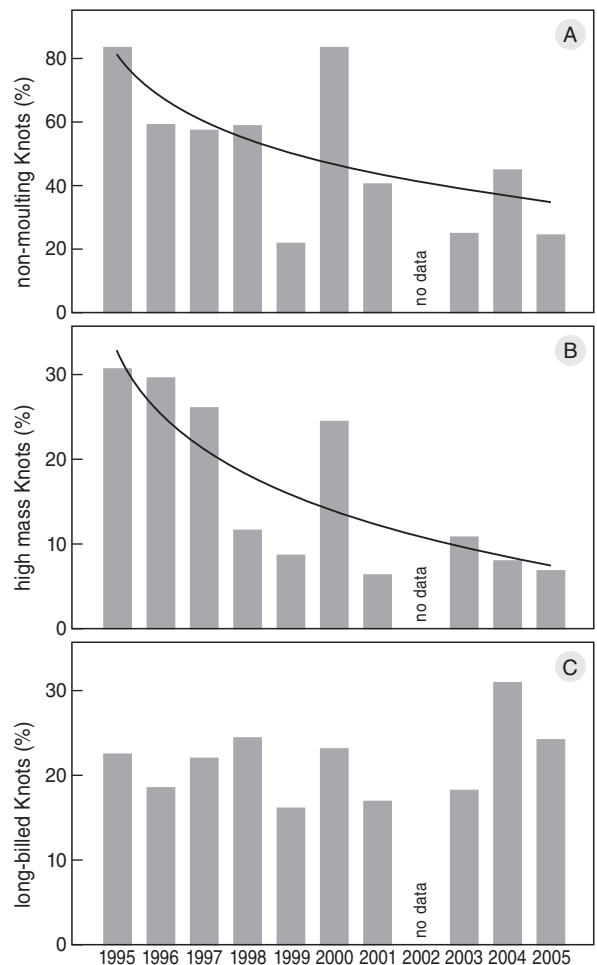 A
non-moulting Knots (%)
80
60
40
20
0
no data
B
high mass Knots (%)
30
20
10
0
no data
C
long-billed Knots (%)
30
20
10
0
no data
1995 1996 1997 1998 1999 2000 2001 2002 2003 2004 2005